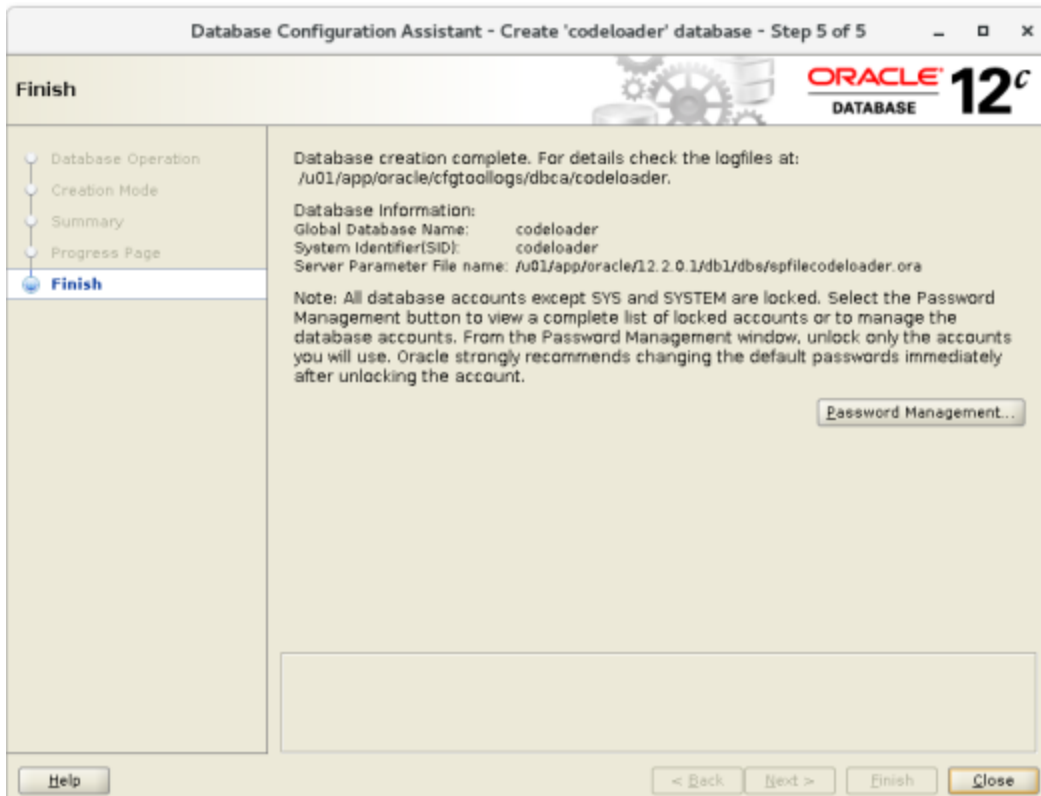 Database Configuration Assistant - Create 'codeloader' database - Step 5 of 5
Finish
ORACLE
DATABASE
12c
Database Operation
Creation Mode
Summary
Progress Page
Finish
Database creation complete. For details check the logfiles at:
/u01/app/oracle/cfgtoollogs/dbca/codeloader.
Database Information:
Global Database Name: codeloader
System Identifier(SID): codeloader
Server Parameter File name: /u01/app/oracle/12.2.0.1/db1/dbs/spfilecodeloader.ora
Note: All database accounts except SYS and SYSTEM are locked. Select the Password
Management button to view a complete list of locked accounts or to manage the
database accounts. From the Password Management window, unlock only the accounts
you will use. Oracle strongly recommends changing the default passwords immediately
after unlocking the account.
Password Management...
Help
< Back
Next >
Finish
Close